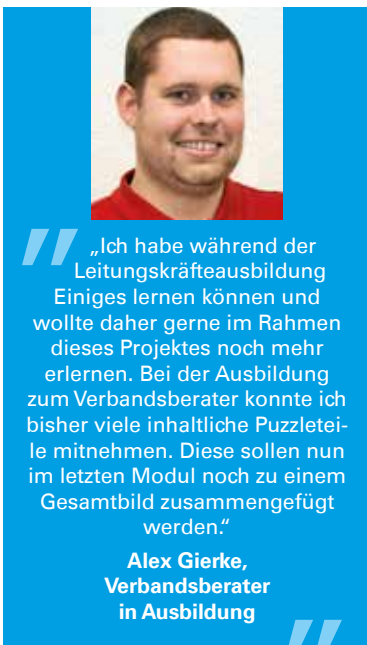 „Ich habe während der
Leitungskräfteausbildung
Einiges lernen können und
wollte daher gerne im Rahmen
dieses Projektes noch mehr
erlernen. Bei der Ausbildung
zum Verbandsberater konnte ich
bisher viele inhaltliche Puzzletei-
le mitnehmen. Diese sollen nun
im letzten Modul noch zu einem
Gesamtbild zusammengefügt
werden.“
Alex Gierke,
Verbandsberater
in Ausbildung